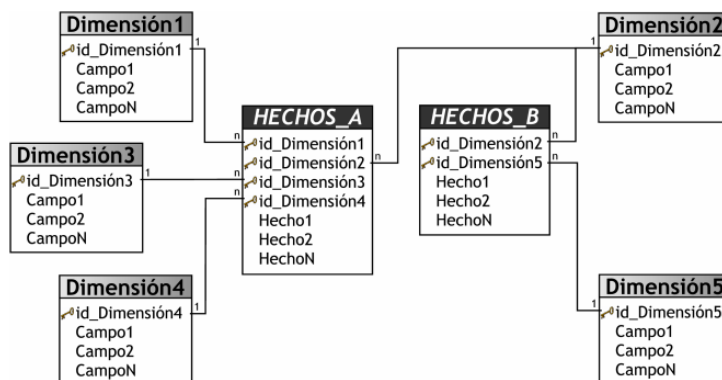 Dimensión1
id_Dimensión1
Campo1
Campo2
CampoN
1
Dimensión2
id_Dimensión2
Campo1
Campo2
CampoN
1
HECHOS_A
id_Dimensión1
id_Dimensión2
id_Dimensión3
id_Dimensión4
Hecho1
Hecho2
HechoN
n
n
n
n
HECHOS_B
id_Dimensión2
id_Dimensión5
Hecho1
Hecho2
HechoN
n
n
Dimensión3
id_Dimensión3
Campo1
Campo2
CampoN
1
Dimensión4
id_Dimensión4
Campo1
Campo2
CampoN
1
Dimensión5
id_Dimensión5
Campo1
Campo2
CampoN
1